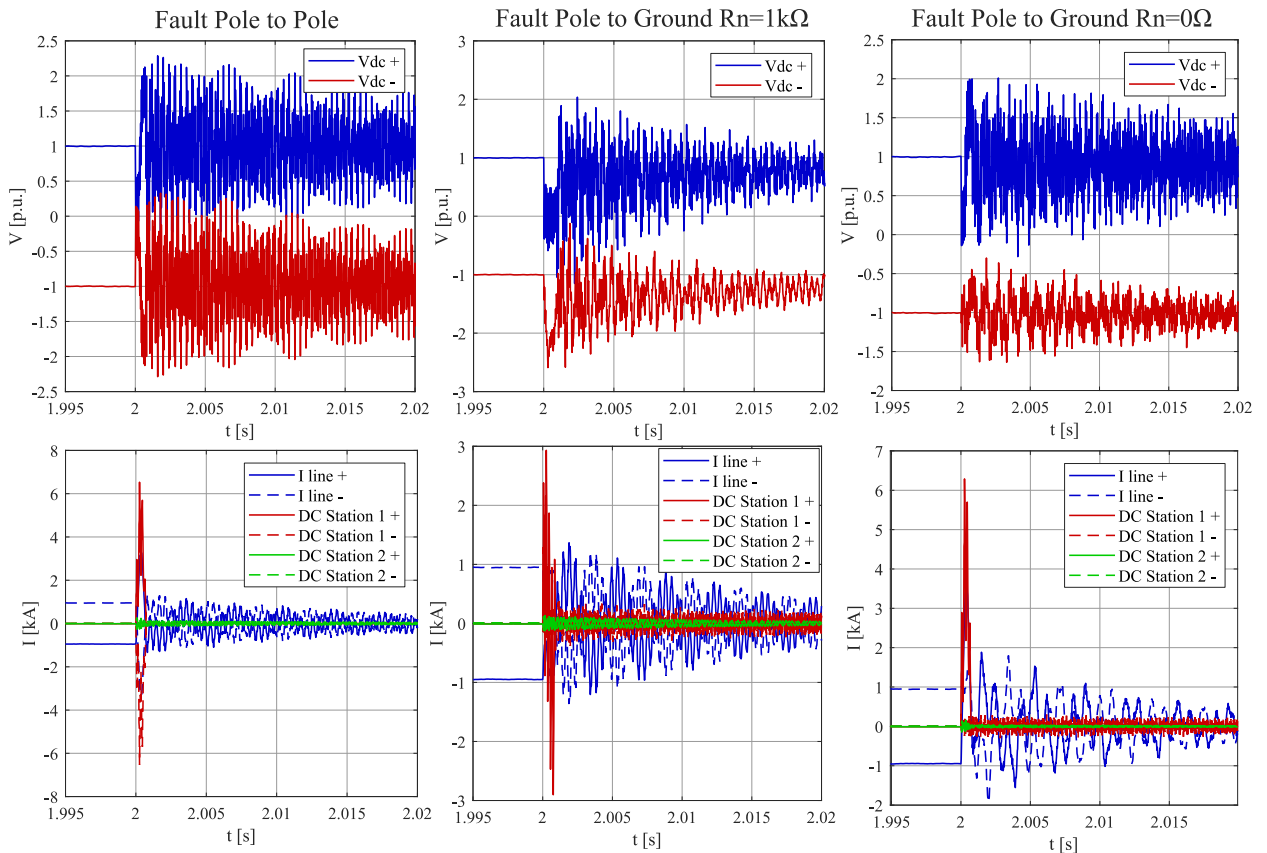 Fault Pole to Pole
2.5
2
1.5
1
0.5
0
-0.5
-1
-1.5
-2
-2.5
V [p.u.]
Vdc +
Vdc -
1.995 2 2.005 2.01 2.015 2.02
t [s]
Fault Pole to Ground Rn=1kΩ
3
2
1
0
-1
-2
-3
V [p.u.]
Vdc +
Vdc -
1.995 2 2.005 2.01 2.015 2.02
t [s]
Fault Pole to Ground Rn=0Ω
2.5
2
1.5
1
0.5
0
-0.5
-1
-1.5
-2
V [p.u.]
Vdc +
Vdc -
1.995 2 2.005 2.01 2.015 2.02
t [s]
8
6
4
2
0
-2
-4
-6
-8
I [kA]
I line +
I line -
DC Station 1 +
DC Station 1 -
DC Station 2 +
DC Station 2 -
1.995 2 2.005 2.01 2.015 2.02
t [s]
3
2
1
0
-1
-2
-3
I [kA]
I line +
I line -
DC Station 1 +
DC Station 1 -
DC Station 2 +
DC Station 2 -
1.995 2 2.005 2.01 2.015 2.02
t [s]
7
6
5
4
3
2
1
0
-1
-2
I [kA]
I line +
I line -
DC Station 1 +
DC Station 1 -
DC Station 2 +
DC Station 2 -
1.995 2 2.005 2.01 2.015
t [s]